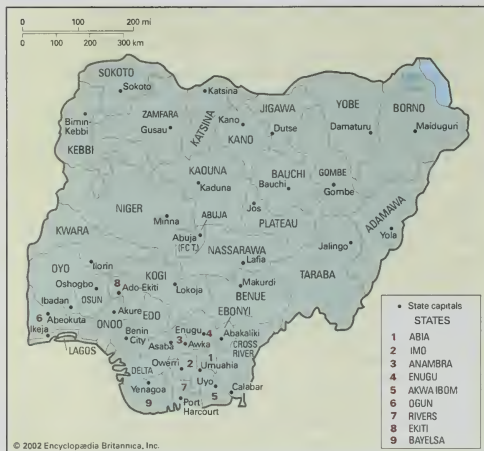 0 100 200 mi
0 100 200 300 km
SOKOTO
Sokoto
Katsina
Birnin-
Kebbi
KEBBI
ZAMFARA
Gusau
KATSINA
Kano
KANO
JIGAWA
Dutse
YOBE
Damaturu
BORNO
Maiduguri
KAOUNA
Kaduna
BAUCHI
Bauchi
GOMBE
Gombe
Jos
PLATEAU
ADAMAWA
Yola
NIGER
Minna
ABUJA
Abuja
(FCT)
KWARA
NASSARAWA
Lafia
Jalingo
TARABA
OYO
Ilorin
Oshogbo
OSUN
8
Ado-Ekiti
KOGI
Lokoja
Makurdi
BENUE
Ibadan
6
Abeokuta
Ikeja
LAGOS
Akure
ONDO
EDO
Benin
City
EBONYI
Enugu
4
Abakaliki
Asaba
3
Awka
CROSS
RIVER
Owerri
2
1
Umuahia
DELTA
Uyo
Yenagoa
7
5
Calabar
9
Port
Harcourt
State capitals
STATES
1 ABIA
2 IMO
3 ANAMBRA
4 ENUGU
5 AKWA IBOM
6 OGUN
7 RIVERS
8 EKITI
9 BAYELSA
© 2002 Encyclopædia Britannica, Inc.